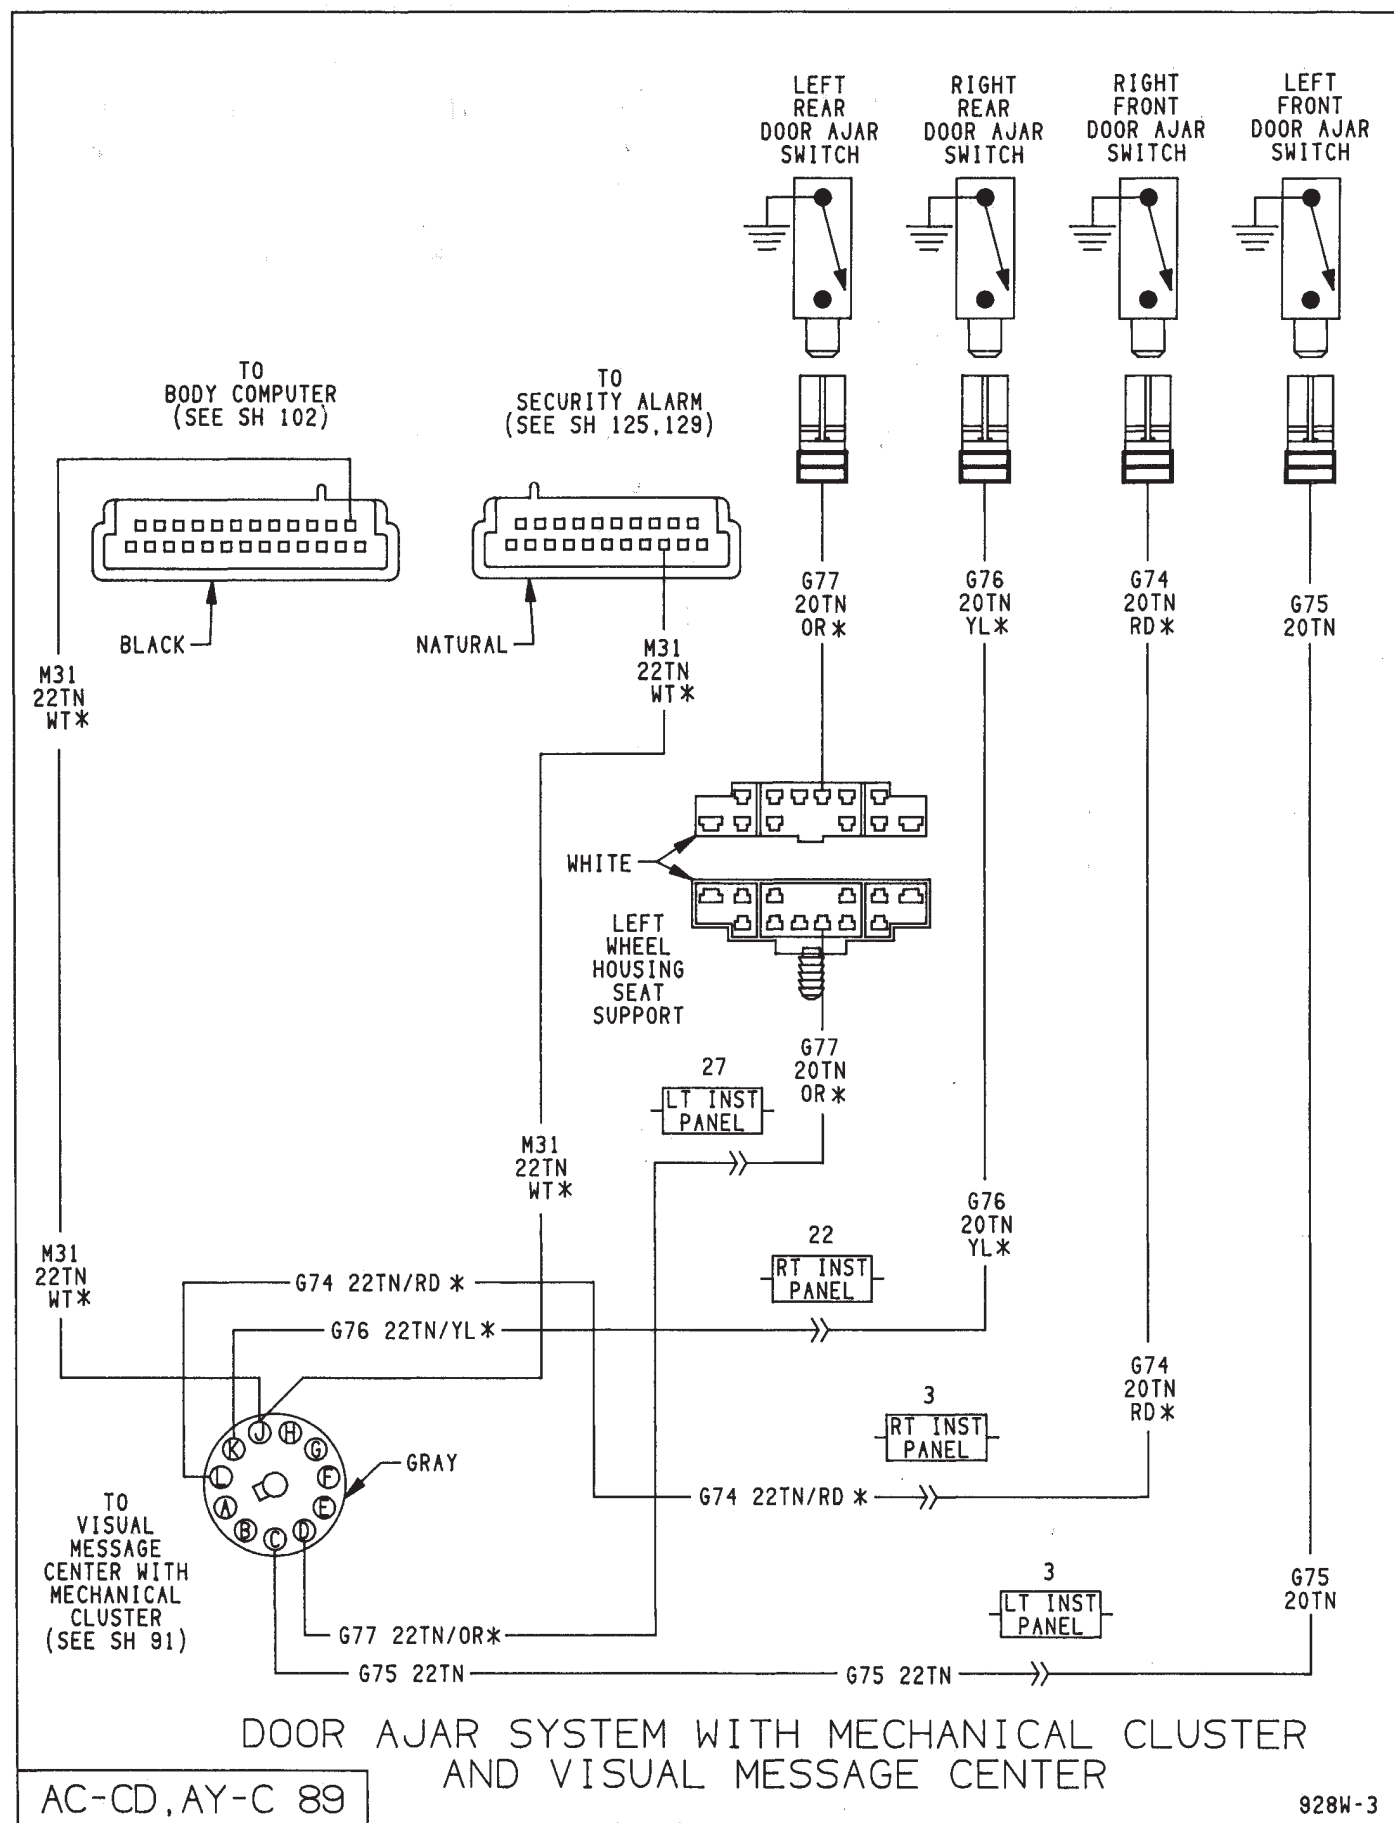 LEFT
REAR
DOOR AJAR
SWITCH
RIGHT
REAR
DOOR AJAR
SWITCH
RIGHT
FRONT
DOOR AJAR
SWITCH
LEFT
FRONT
DOOR AJAR
SWITCH
TO
BODY COMPUTER
(SEE SH 102)
TO
SECURITY ALARM
(SEE SH 125,129)
BLACK
NATURAL
G77
20TN
OR*
G76
20TN
YL*
G74
20TN
RD*
G75
20TN
M31
22TN
WT*
M31
22TN
WT*
WHITE
LEFT
WHEEL
HOUSING
SEAT
SUPPORT
G77
20TN
OR*
27
LT INST
PANEL
M31
22TN
WT*
G76
20TN
YL*
22
RT INST
PANEL
M31
22TN
WT*
G74 22TN/RD *
G76 22TN/YL*
G74
20TN
RD*
3
RT INST
PANEL
J
H
K
G
L
F
A
E
B
D
C
GRAY
G74 22TN/RD *
TO
VISUAL
MESSAGE
CENTER WITH
MECHANICAL
CLUSTER
(SEE SH 91)
3
LT INST
PANEL
G75
20TN
G77 22TN/OR*
G75 22TN
G75 22TN
DOOR AJAR SYSTEM WITH MECHANICAL CLUSTER
AND VISUAL MESSAGE CENTER
AC-CD,AY-C 89
928W-3